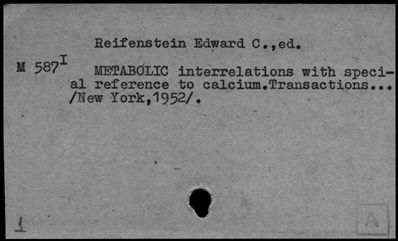 Reifenstein Edward C.,ed.
M 587I
METABOLIC interrelations with speci-
al reference to calcium.Transactions...
/New York,1952/.
1
A